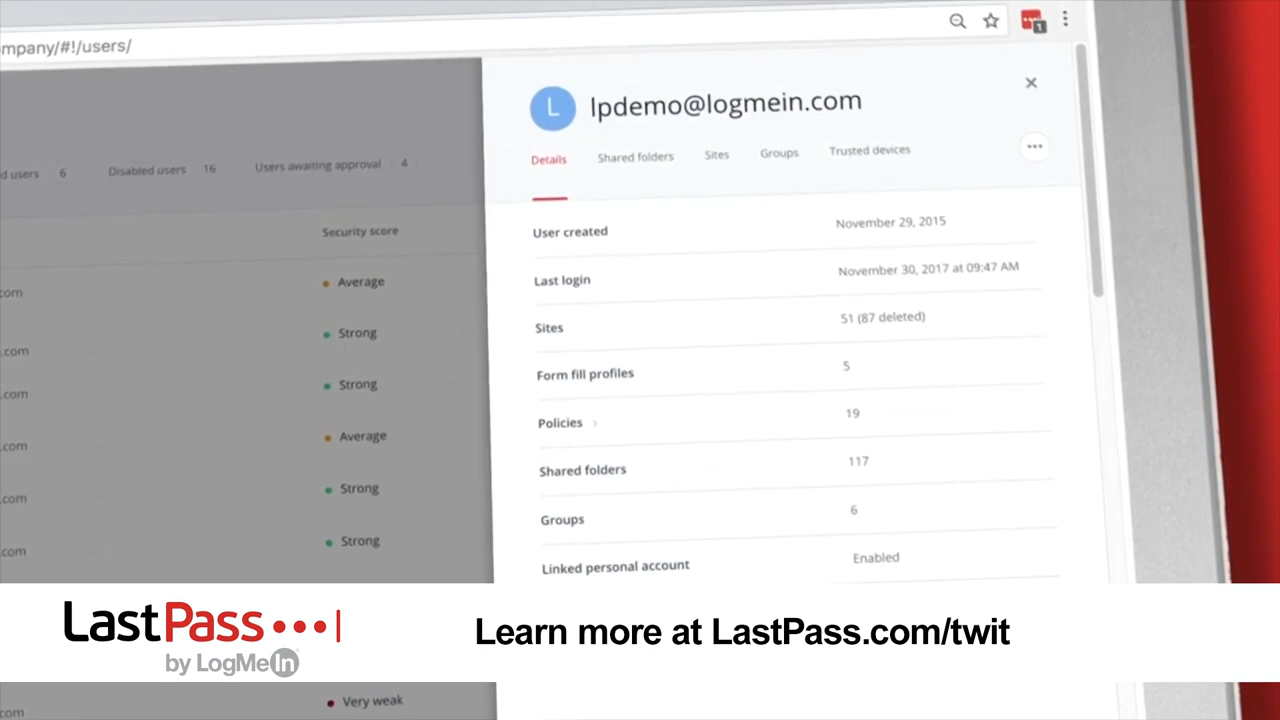 ompany/#!/users/
1
L
lpdemo@logmein.com
Details Shared folders Sites Groups Trusted devices
d users 6 Disabled users 16 Users awaiting approval 4
Security score
User created November 29, 2015
Last login November 30, 2017 at 09:47 AM
Sites 51 (87 deleted)
Form fill profiles 5
Policies 19
Shared folders 117
Groups 6
Linked personal account Enabled
com Average
.com Strong
.com Strong
.com Average
.com Strong
.com Strong
LastPass
by LogMeIn
Learn more at LastPass.com/twit
com Very weak